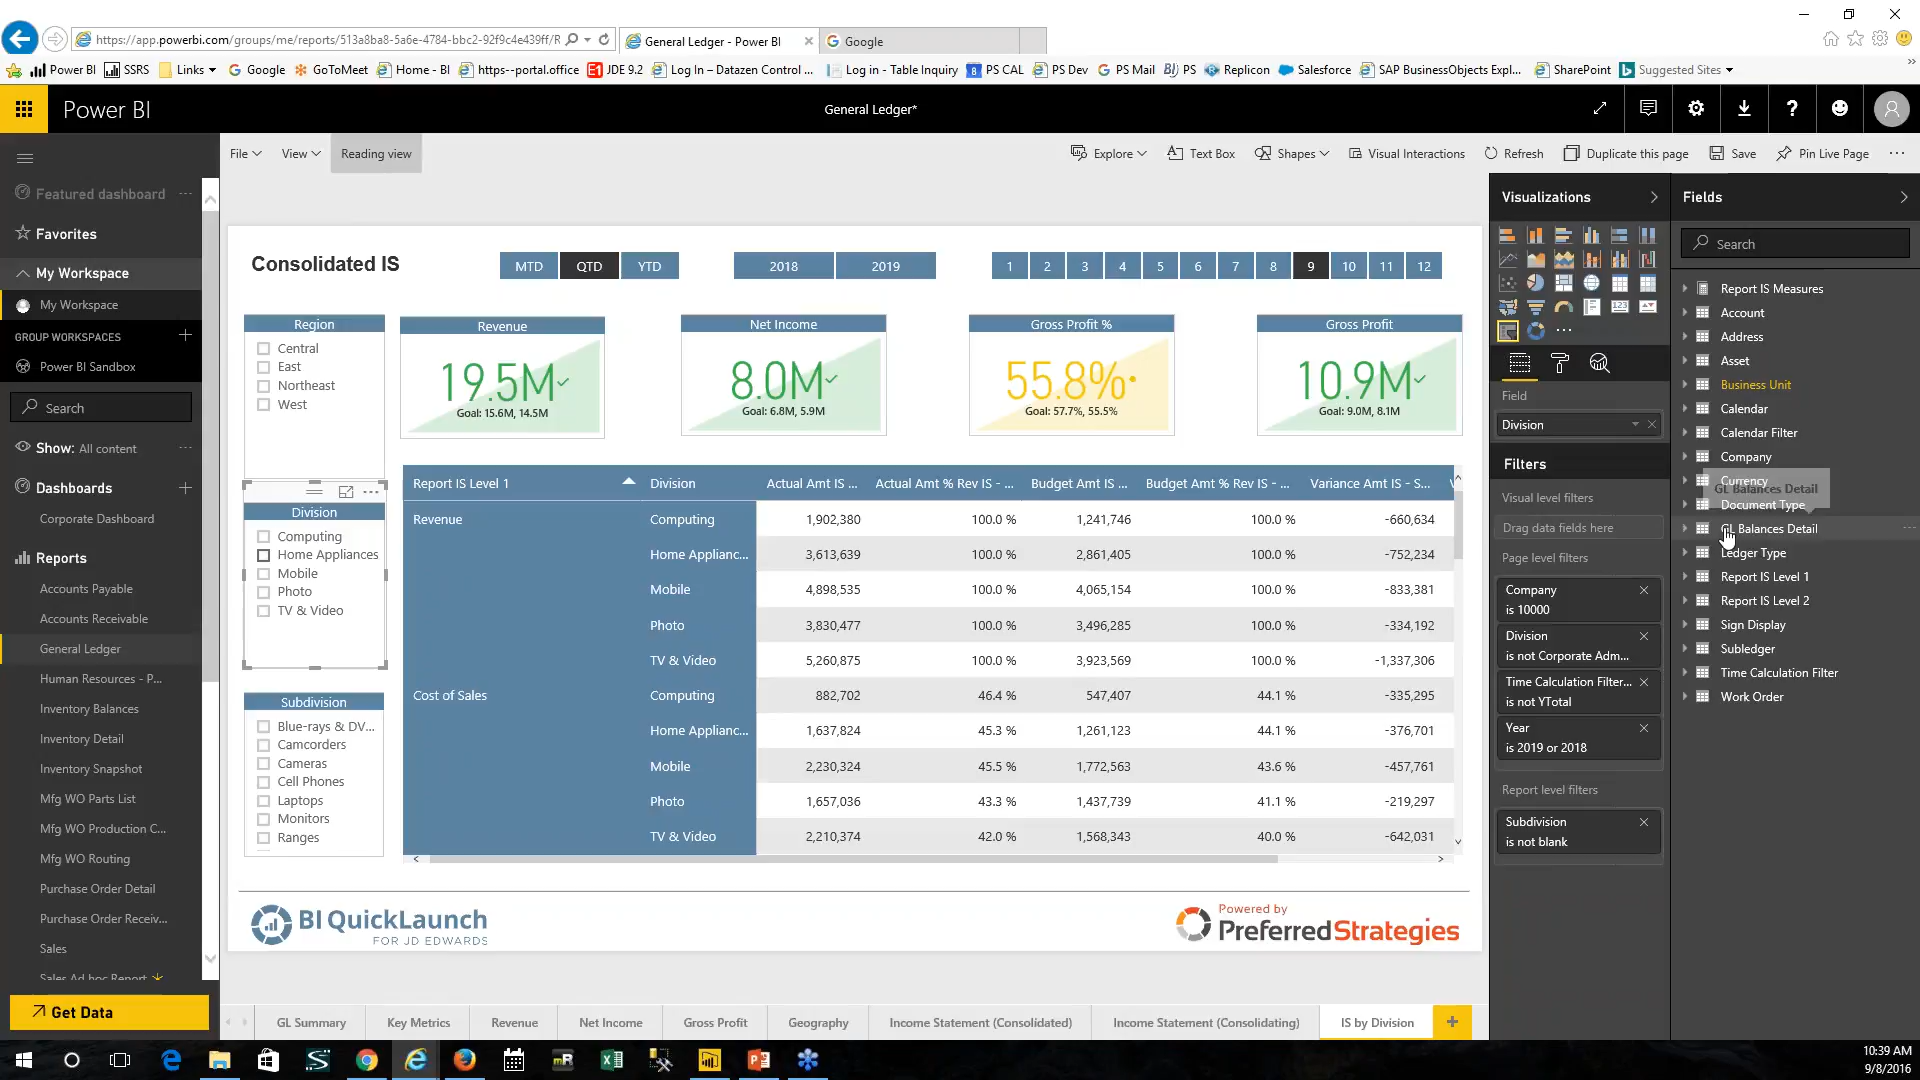 https://app.powerbi.com/groups/me/reports/513a8ba8-5a6e-4784-bbc2-92f9c4e439ff/R
General Ledger - Power BI
Google
Power BI
SSRS
Links
Google
GoToMeet
Home - BI
https--portal.office
JDE 9.2
Log In – Datazen Control ...
Log in - Table Inquiry
PS CAL
PS Dev
PS Mail
PS
Replicon
Salesforce
SAP BusinessObjects Expl...
SharePoint
Suggested Sites
Power BI
General Ledger*
File
View
Reading view
Explore
Text Box
Shapes
Visual Interactions
Refresh
Duplicate this page
Save
Pin Live Page
Featured dashboard
Favorites
My Workspace
My Workspace
GROUP WORKSPACES
Power BI Sandbox
Search
Show: All content
Dashboards
Corporate Dashboard
Reports
Accounts Payable
Accounts Receivable
General Ledger
Human Resources - P...
Inventory Balances
Inventory Detail
Inventory Snapshot
Mfg WO Parts List
Mfg WO Production C...
Mfg WO Routing
Purchase Order Detail
Purchase Order Receiv...
Sales
Sales Ad hoc Report
Get Data
Consolidated IS
MTD QTD YTD
2018 2019
1 2 3 4 5 6 7 8 9 10 11 12
Region
Central
East
Northeast
West
Revenue
19.5M
Goal: 15.6M, 14.5M
Net Income
8.0M
Goal: 6.8M, 5.9M
Gross Profit %
55.8%
Goal: 57.7%, 55.5%
Gross Profit
10.9M
Goal: 9.0M, 8.1M
Division
Computing
Home Appliances
Mobile
Photo
TV & Video
Subdivision
Blue-rays & DV...
Camcorders
Cameras
Cell Phones
Laptops
Monitors
Ranges
Report IS Level 1 Division Actual Amt IS ... Actual Amt % Rev IS - ... Budget Amt IS ... Budget Amt % Rev IS - ... Variance Amt IS - S...
Revenue Computing 1,902,380 100.0 % 1,241,746 100.0 % -660,634
Home Applianc... 3,613,639 100.0 % 2,861,405 100.0 % -752,234
Mobile 4,898,535 100.0 % 4,065,154 100.0 % -833,381
Photo 3,830,477 100.0 % 3,496,285 100.0 % -334,192
TV & Video 5,260,875 100.0 % 3,923,569 100.0 % -1,337,306
Cost of Sales Computing 882,702 46.4 % 547,407 44.1 % -335,295
Home Applianc... 1,637,824 45.3 % 1,261,123 44.1 % -376,701
Mobile 2,230,324 45.5 % 1,772,563 43.6 % -457,761
Photo 1,657,036 43.3 % 1,437,739 41.1 % -219,297
TV & Video 2,210,374 42.0 % 1,568,343 40.0 % -642,031
BI QuickLaunch
FOR JD EDWARDS
Powered by
PreferredStrategies
GL Summary
Key Metrics
Revenue
Net Income
Gross Profit
Geography
Income Statement (Consolidated)
Income Statement (Consolidating)
IS by Division
Visualizations
Field
Division
Filters
Visual level filters
Drag data fields here
Page level filters
Company
is 10000
Division
is not Corporate Adm...
Time Calculation Filter...
is not YTotal
Year
is 2019 or 2018
Report level filters
Subdivision
is not blank
Fields
Search
Report IS Measures
Account
Address
Asset
Business Unit
Calendar
Calendar Filter
Company
Currency
GL Balances Detail
Document Type
GL Balances Detail
Ledger Type
Report IS Level 1
Report IS Level 2
Sign Display
Subledger
Time Calculation Filter
Work Order
10:39 AM
9/8/2016